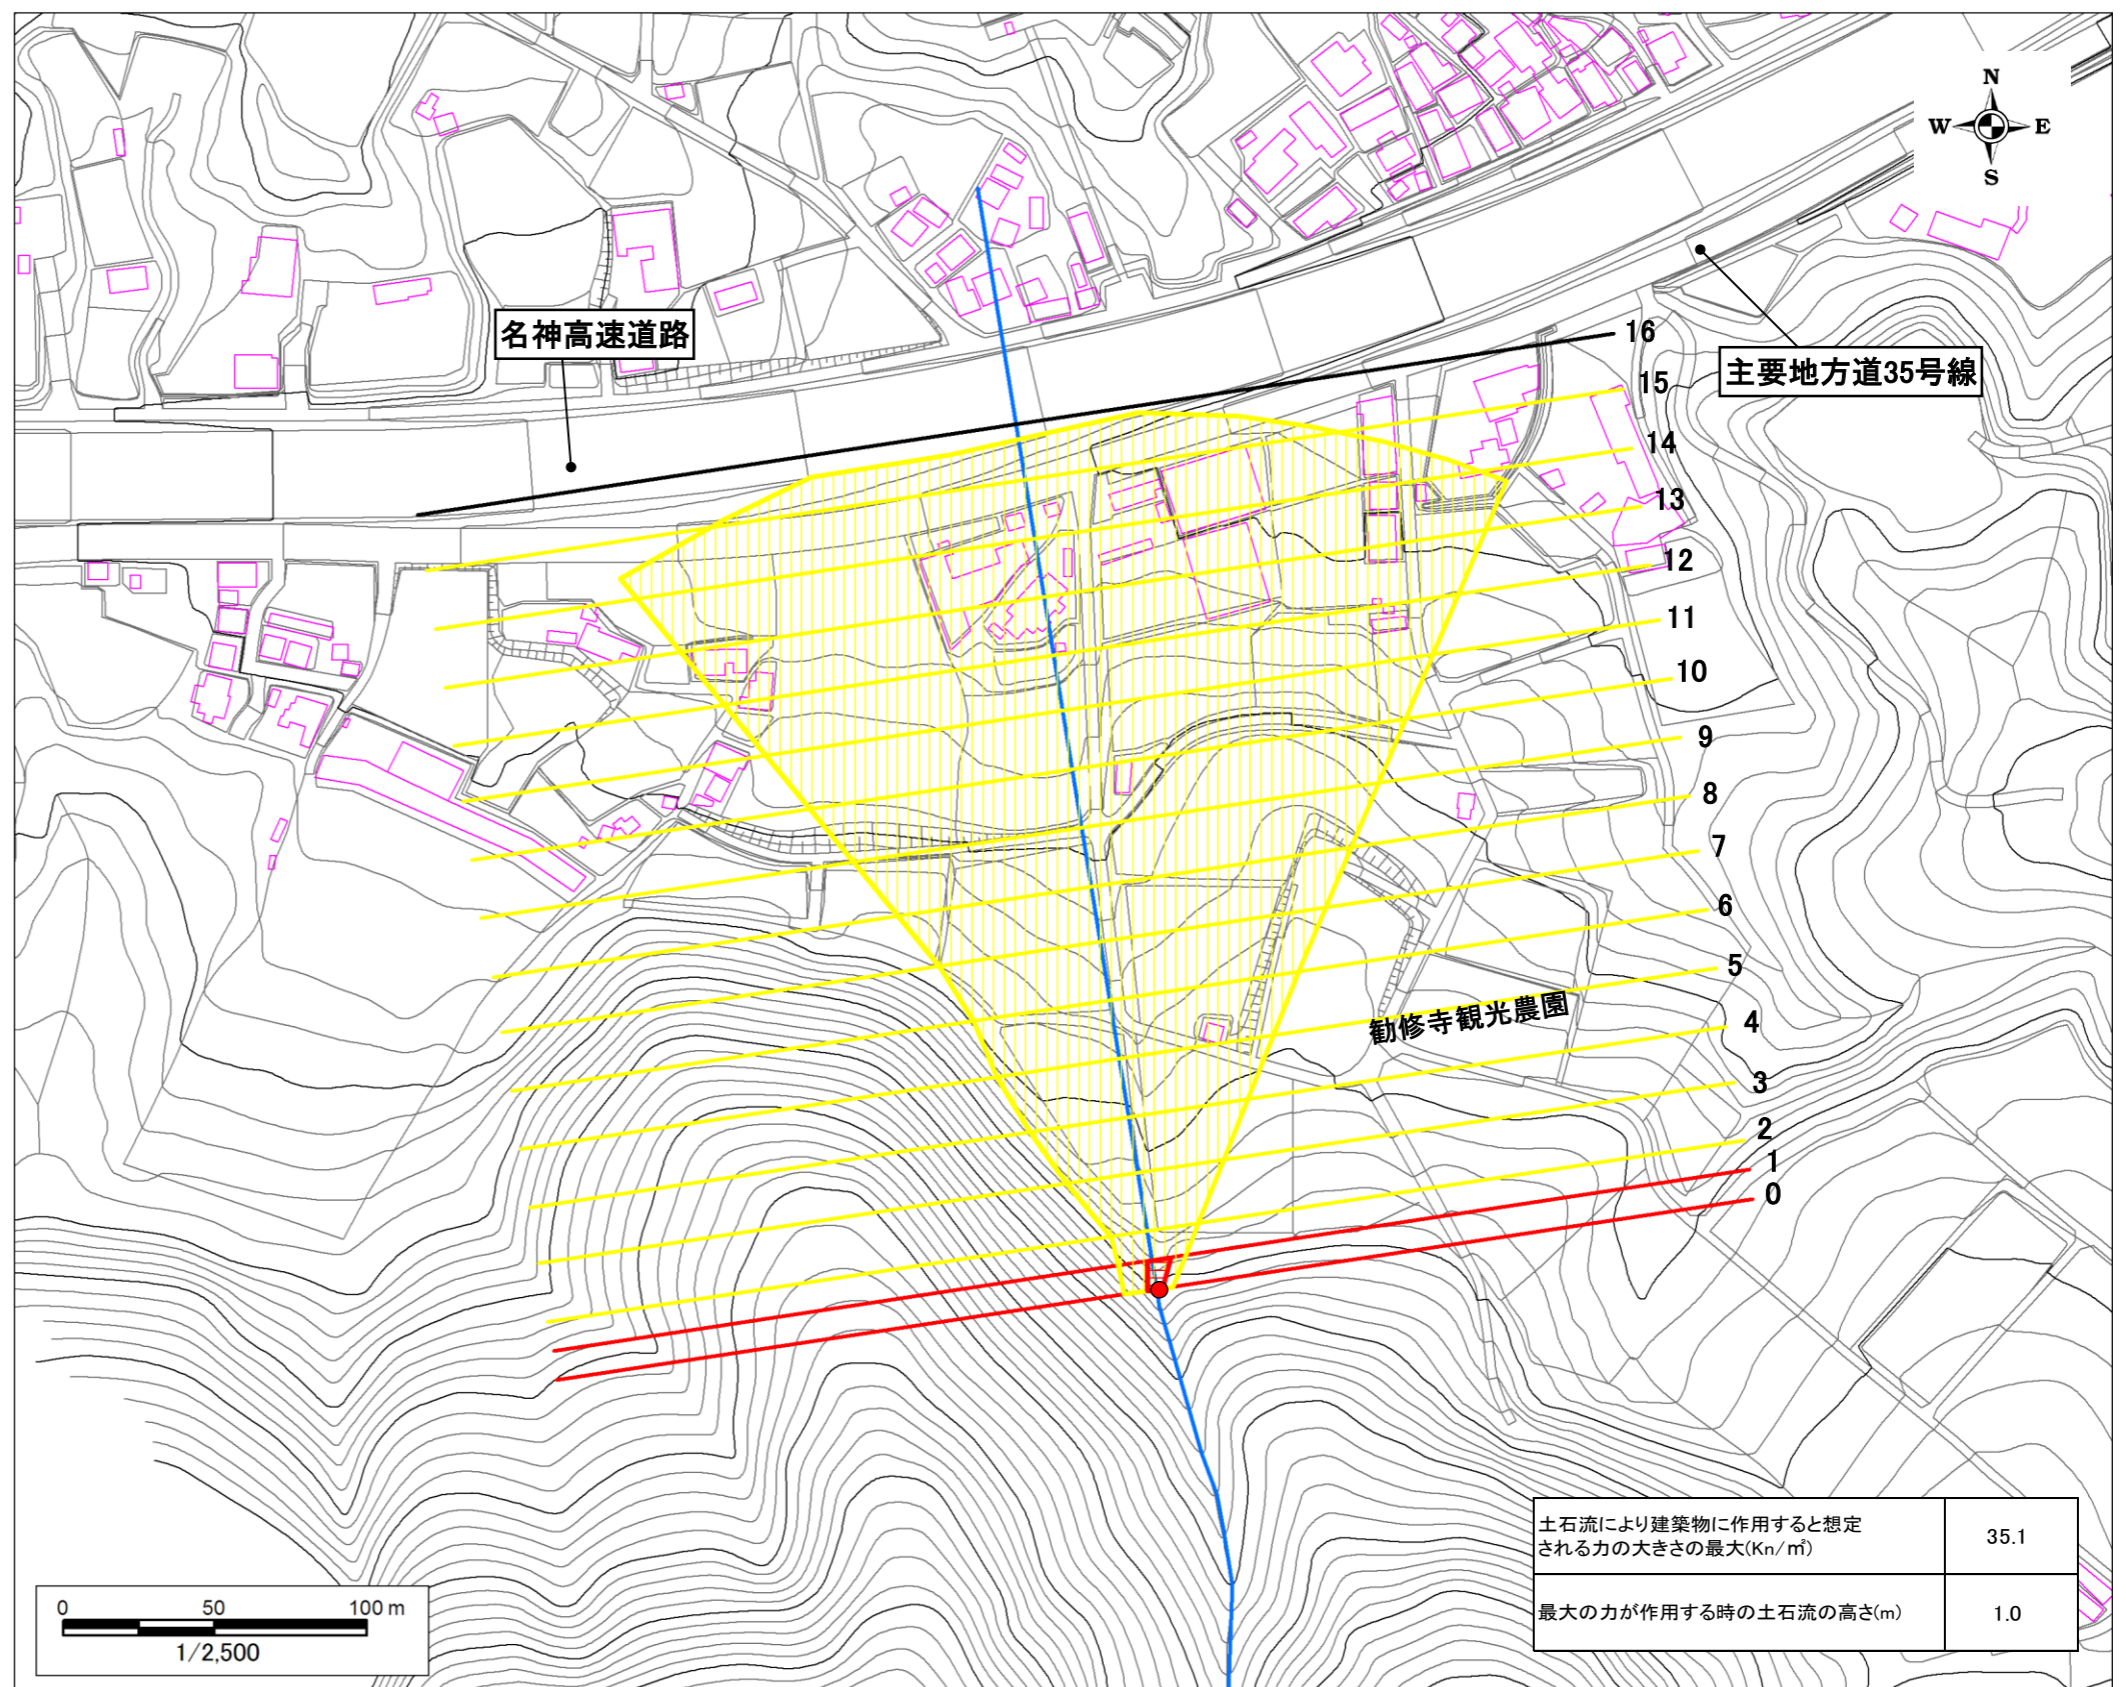 N
W E
S
名神高速道路
16
主要地方道35号線
15
14
13
12
11
10
9
8
7
6
5
勧修寺観光農園
4
3
2
1
0
土石流により建築物に作用すると想定
される力の大きさの最大(Kn/㎡)
35.1
最大の力が作用する時の土石流の高さ(m)
1.0
0 50 100 m
1/2,500